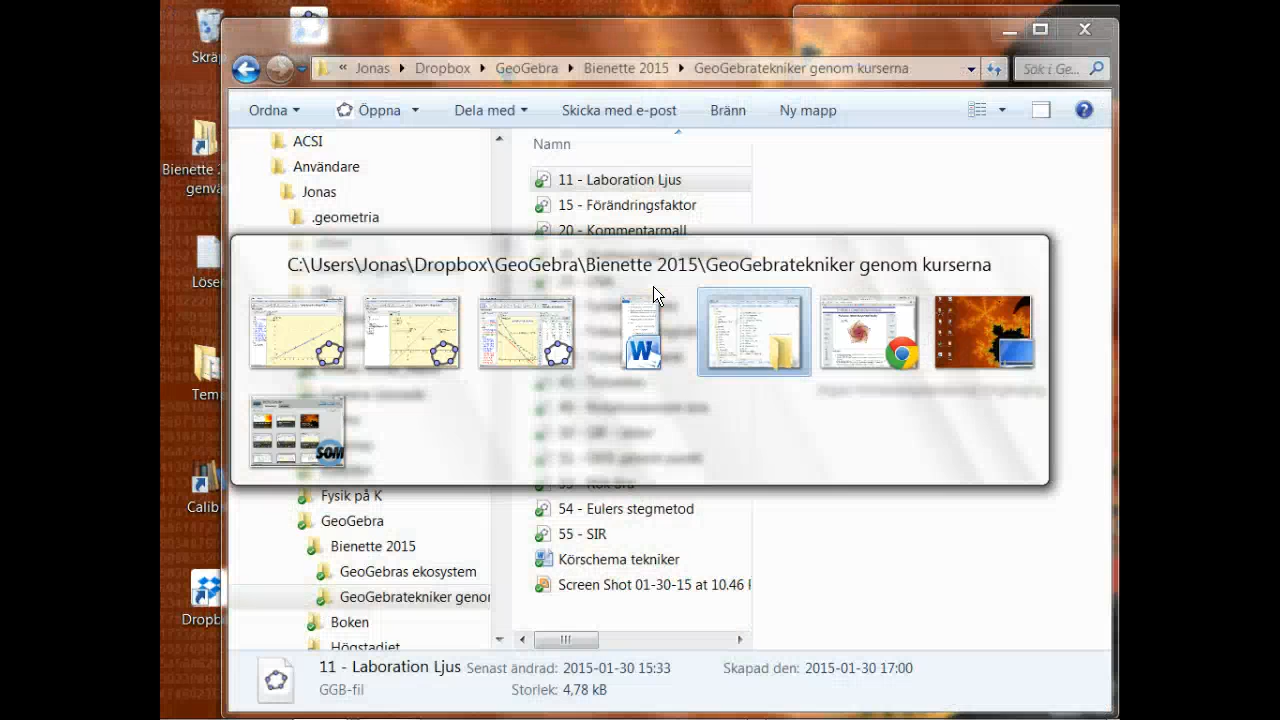 Skräp
« Jonas Dropbox GeoGebra Bienette 2015 GeoGebratekniker genom kurserna
Sök i Ge...
Ordna Öppna Dela med Skicka med e-post Bränn Ny mapp
ACSI
Användare
Jonas
.geometria
Namn
11 - Laboration Ljus
15 - Förändringsfaktor
20 - Kommentarmall
Bienette 2
genvä
Löse
Tem
Calib
Dropb
C:\Users\Jonas\Dropbox\GeoGebra\Bienette 2015\GeoGebratekniker genom kurserna
W
SOM
54 - Eulers stegmetod
55 - SIR
Körschema tekniker
Screen Shot 01-30-15 at 10.46
Fysik på K
GeoGebra
Bienette 2015
GeoGebras ekosystem
GeoGebratekniker genor
Boken
Högstadiet
11 - Laboration Ljus Senast ändrad: 2015-01-30 15:33 Skapad den: 2015-01-30 17:00
GGB-fil Storlek: 4,78 kB